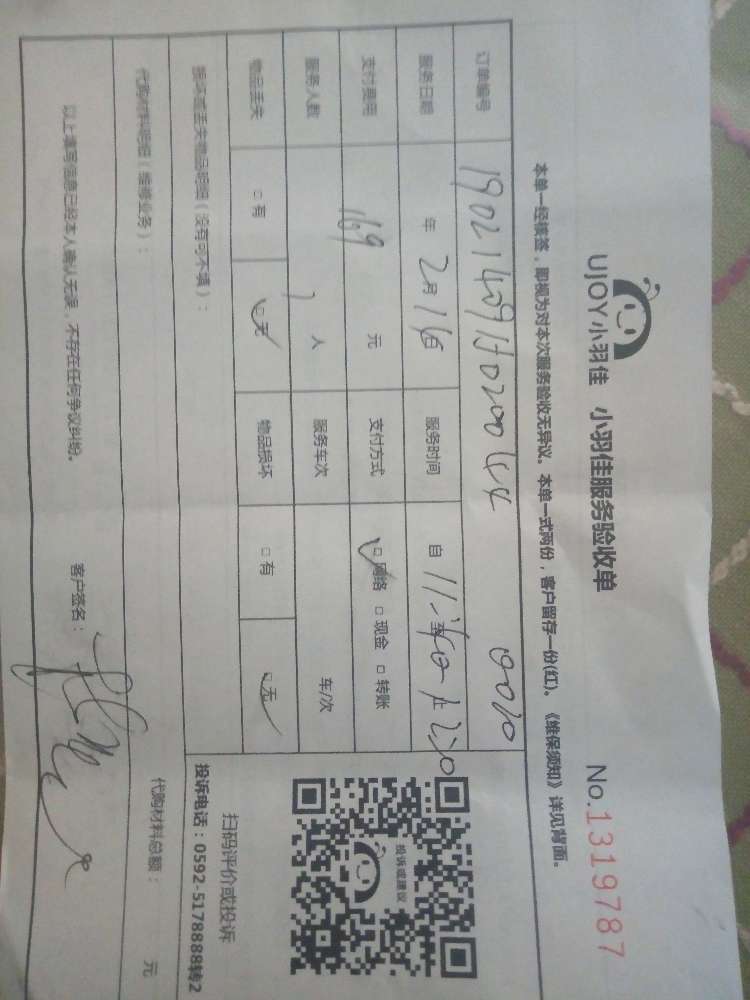 UJOY小羽佳 小羽佳服务验收单
No.1319787
本单一经核签，即视为对本次服务验收无异议。本单一式两份，客户留存一份(红)。《维保须知》详见背面。
订单编号
服务日期 年 2月16日 服务时间 自 11:
支付费用 169 元 支付方式 □网络 □现金 □转账
服务人数 1 人 服务车次 车/次
物品丢失 □有 □无 物品损坏 □有 □无
损坏或丢失物品明细（没有可不填）：
投诉或建议
扫码评价或投诉
投诉电话：0592-5178888转2
代购材料明细（维修业务）： 代购材料总额： 元
以上填写信息已经本人确认无误，不存在任何争议纠纷。 客户签名：